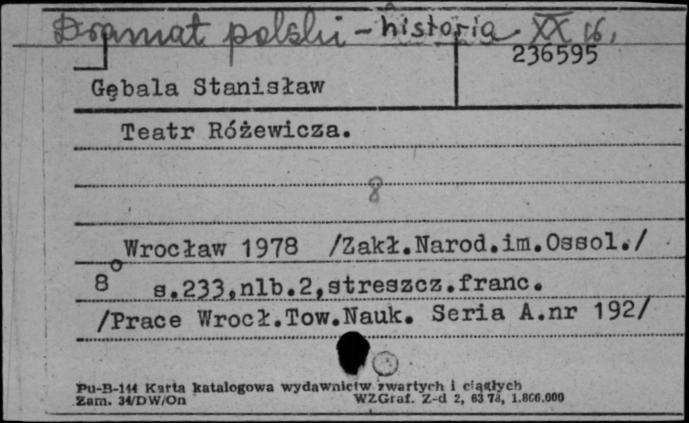 Dramat polski - historia XX w.
236595
Gębala Stanisław
Teatr Różewicza.
8
Wrocław 1978 /Zakł.Narod.im.Ossol./
8° s.233,nlb.2,streszcz.franc.
/Prace Wrocł.Tow.Nauk. Seria A.nr 192/
Pu-B-144 Karta katalogowa wydawnictw zwartych i ciągłych
Zam. 34/DW/On WZGraf. Z-d 2, 63 78, 1.866.000